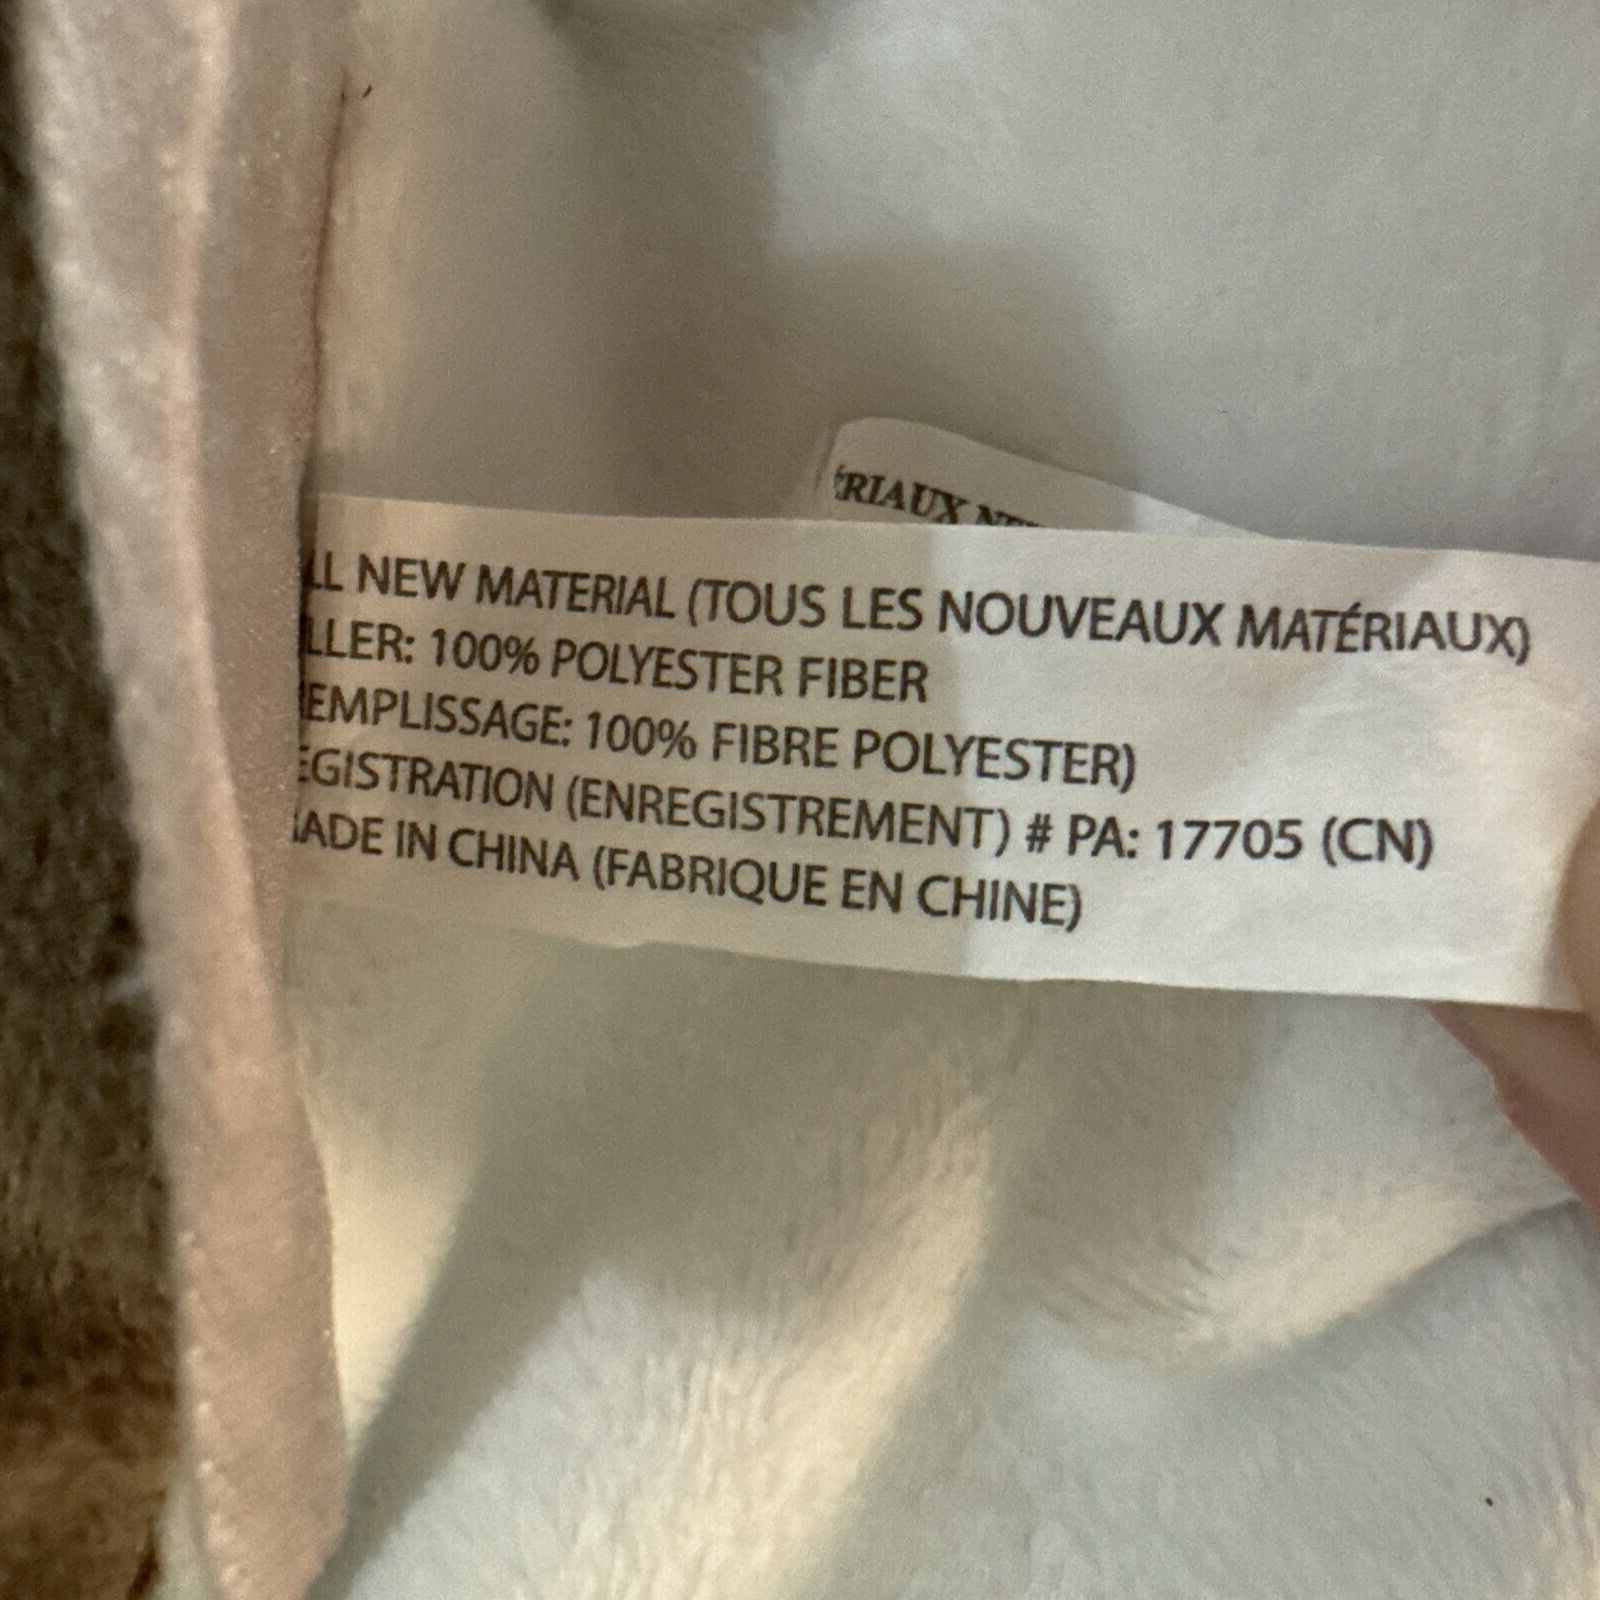 ÉRIAUX
LL NEW MATERIAL (TOUS LES NOUVEAUX MATÉRIAUX)
LLER: 100% POLYESTER FIBER
EMPLISSAGE: 100% FIBRE POLYESTER)
EGISTRATION (ENREGISTREMENT) # PA: 17705 (CN)
ADE IN CHINA (FABRIQUE EN CHINE)